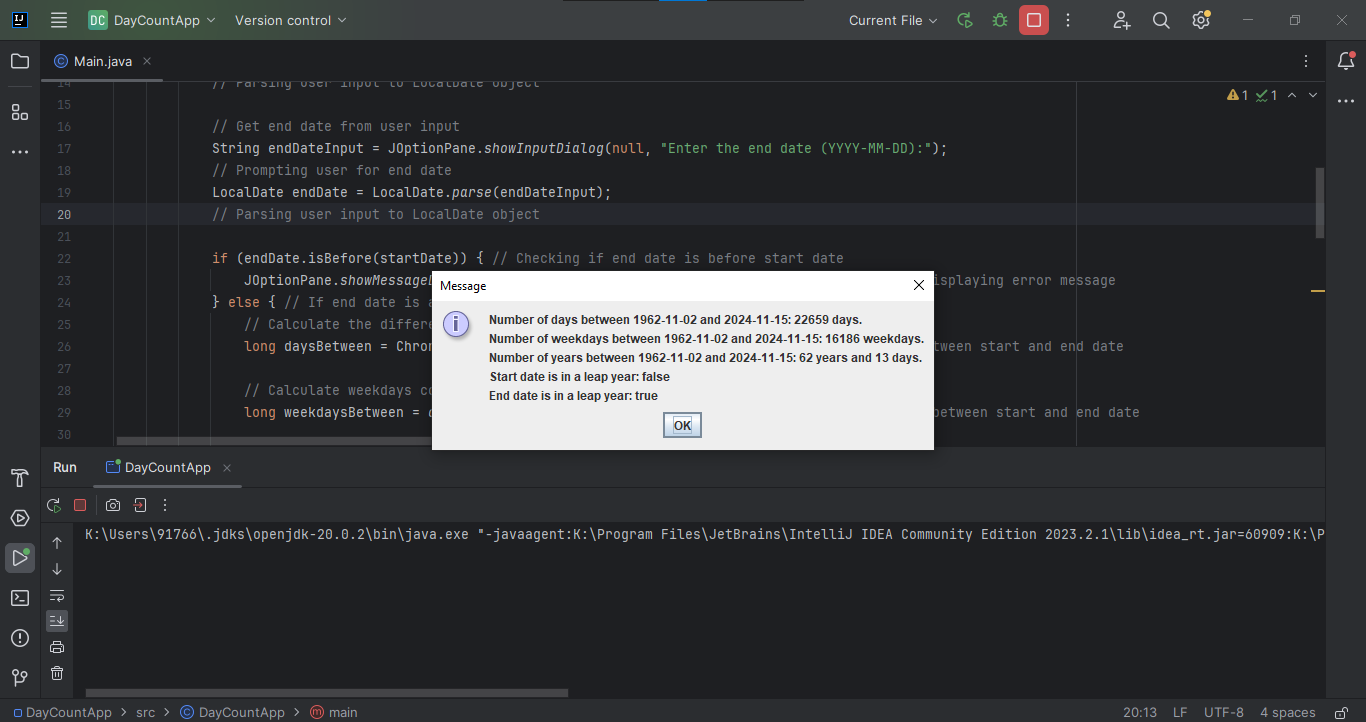 DC DayCountApp Version control Current File
Main.java
14 // Parsing user input to LocalDate object
15
1 1
16 // Get end date from user input
17 String endDateInput = JOptionPane.showInputDialog(null, "Enter the end date (YYYY-MM-DD):");
18 // Prompting user for end date
19 LocalDate endDate = LocalDate.parse(endDateInput);
20 // Parsing user input to LocalDate object
21
22 if (endDate.isBefore(startDate)) { // Checking if end date is before start date
23 JOptionPane.showMessage isplaying error message
24 } else { // If end date is
25 // Calculate the differe
26 long daysBetween = Chron tween start and end date
27
28 // Calculate weekdays co
29 long weekdaysBetween = between start and end date
30
Message
Number of days between 1962-11-02 and 2024-11-15: 22659 days.
Number of weekdays between 1962-11-02 and 2024-11-15: 16186 weekdays.
Number of years between 1962-11-02 and 2024-11-15: 62 years and 13 days.
Start date is in a leap year: false
End date is in a leap year: true
OK
Run DayCountApp
K:\Users\91766\.jdks\openjdk-20.0.2\bin\java.exe "-javaagent:K:\Program Files\JetBrains\IntelliJ IDEA Community Edition 2023.2.1\lib\idea_rt.jar=60909:K:\P
DayCountApp > src > DayCountApp > main 20:13 LF UTF-8 4 spaces